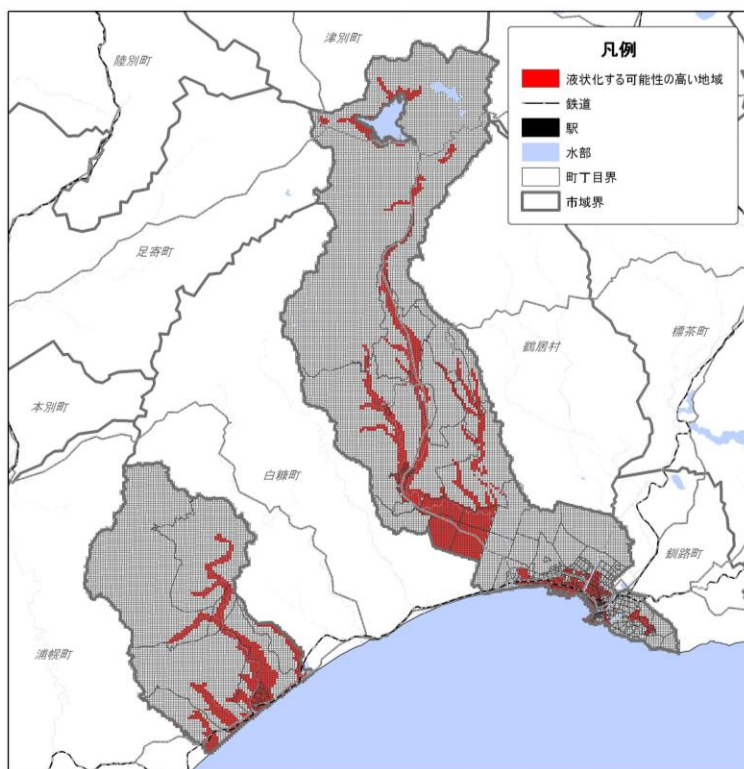 津別町
陸別町
凡例
液状化する可能性の高い地域
鉄道
駅
水部
町丁目界
市域界
足寄町
鶴居村
標茶町
本別町
白糠町
釧路町
浦幌町